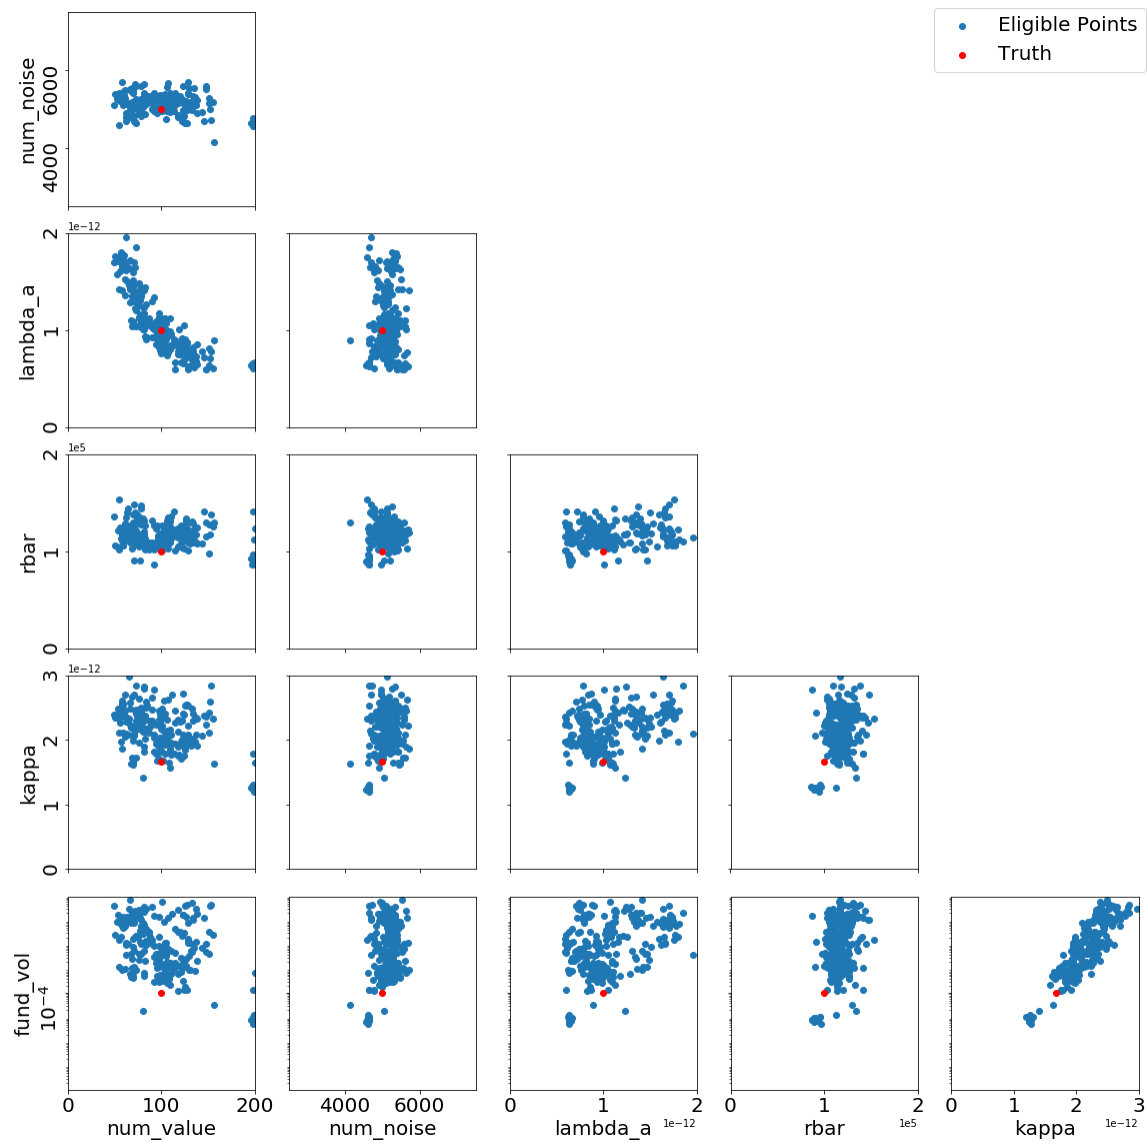 Eligible Points
Truth
num_noise
6000
4000
1e−12
lambda_a
2
1
0
1e5
rbar
2
1
0
1e−12
kappa
3
2
1
0
fund_vol
10−4
0 100 200
4000 6000
0 1 2
0 1 2
0 1 2 3
num_value
num_noise
lambda_a 1e−12
rbar 1e5
kappa 1e−12